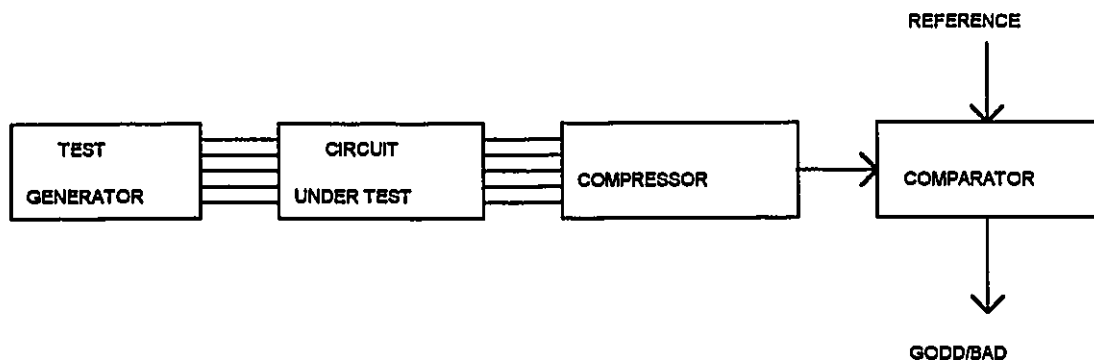 REFERENCE
TEST
GENERATOR
CIRCUIT
UNDER TEST
COMPRESSOR
COMPARATOR
GODD/BAD